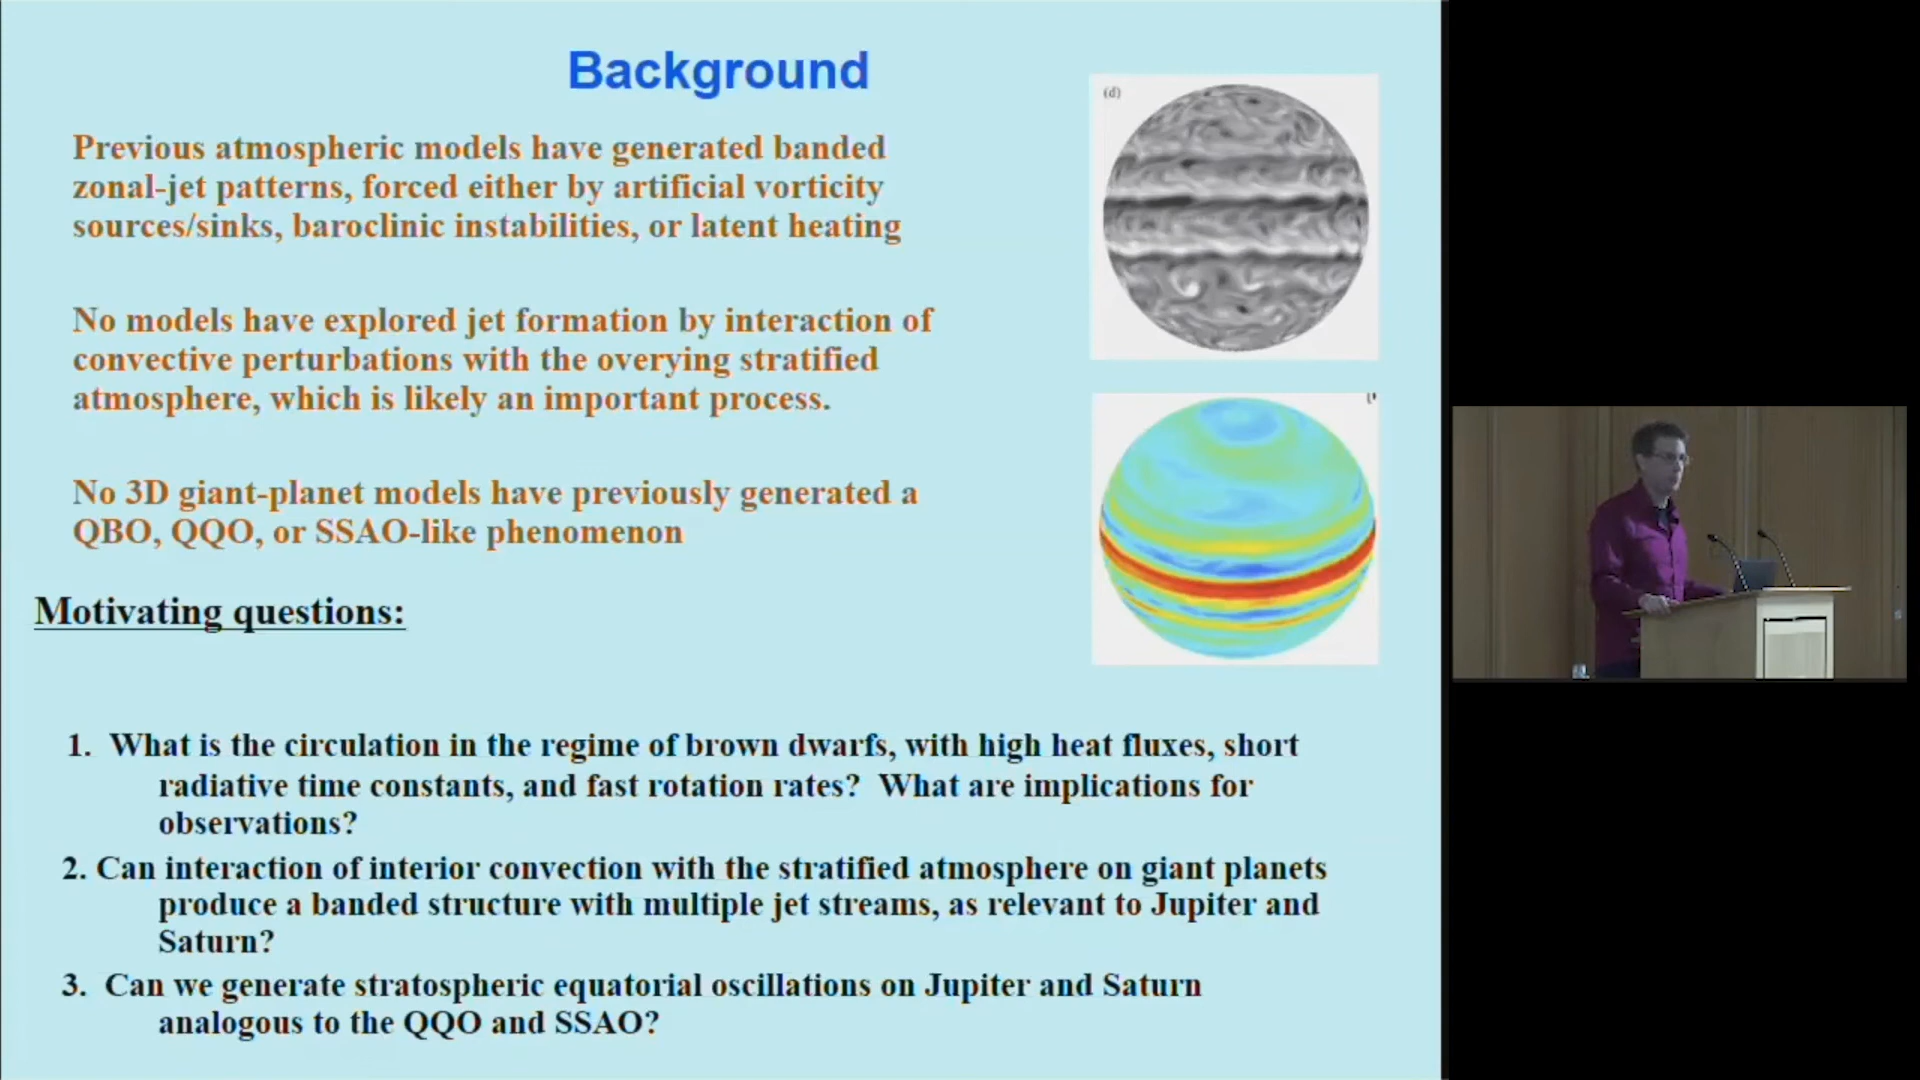 Background
(d)
Previous atmospheric models have generated banded
zonal-jet patterns, forced either by artificial vorticity
sources/sinks, baroclinic instabilities, or latent heating
No models have explored jet formation by interaction of
convective perturbations with the overying stratified
atmosphere, which is likely an important process.
No 3D giant-planet models have previously generated a
QBO, QQO, or SSAO-like phenomenon
Motivating questions:
1. What is the circulation in the regime of brown dwarfs, with high heat fluxes, short
radiative time constants, and fast rotation rates? What are implications for
observations?
2. Can interaction of interior convection with the stratified atmosphere on giant planets
produce a banded structure with multiple jet streams, as relevant to Jupiter and
Saturn?
3. Can we generate stratospheric equatorial oscillations on Jupiter and Saturn
analogous to the QQO and SSAO?